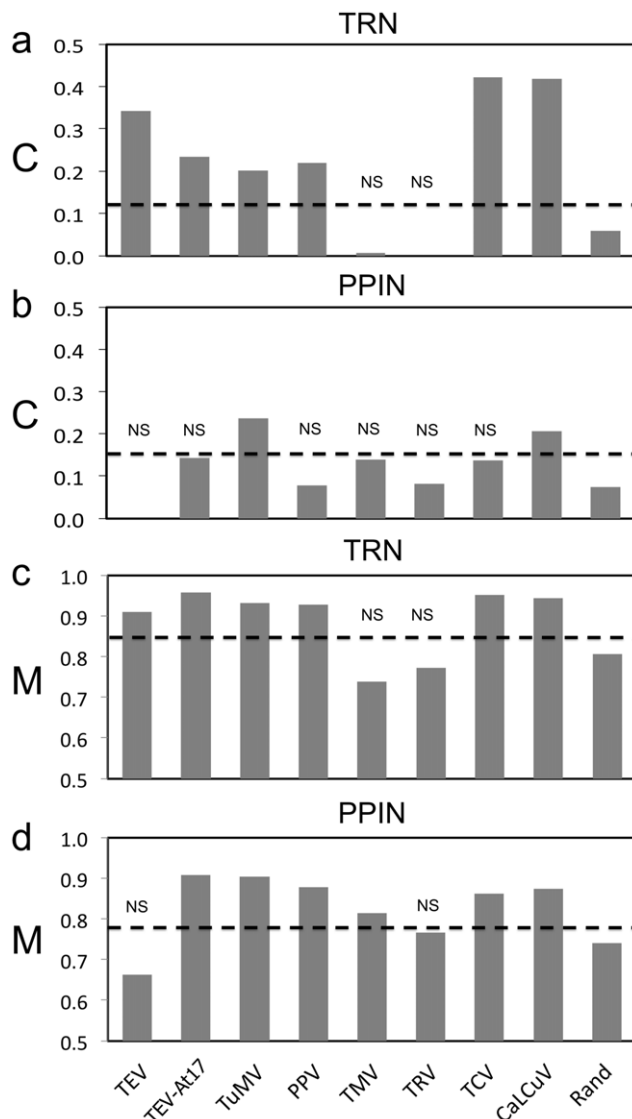 a
TRN
C
0.5
0.4
0.3
0.2
0.1
0.0
NS NS
b
PPIN
C
0.5
0.4
0.3
0.2
0.1
0.0
NS NS NS NS NS NS
c
TRN
M
1.0
0.9
0.8
0.7
0.6
0.5
NS NS
d
PPIN
M
1.0
0.9
0.8
0.7
0.6
0.5
NS NS
TEV TEV-At17 TuMV PPV TMV TRV TCV CaLCuV Rand